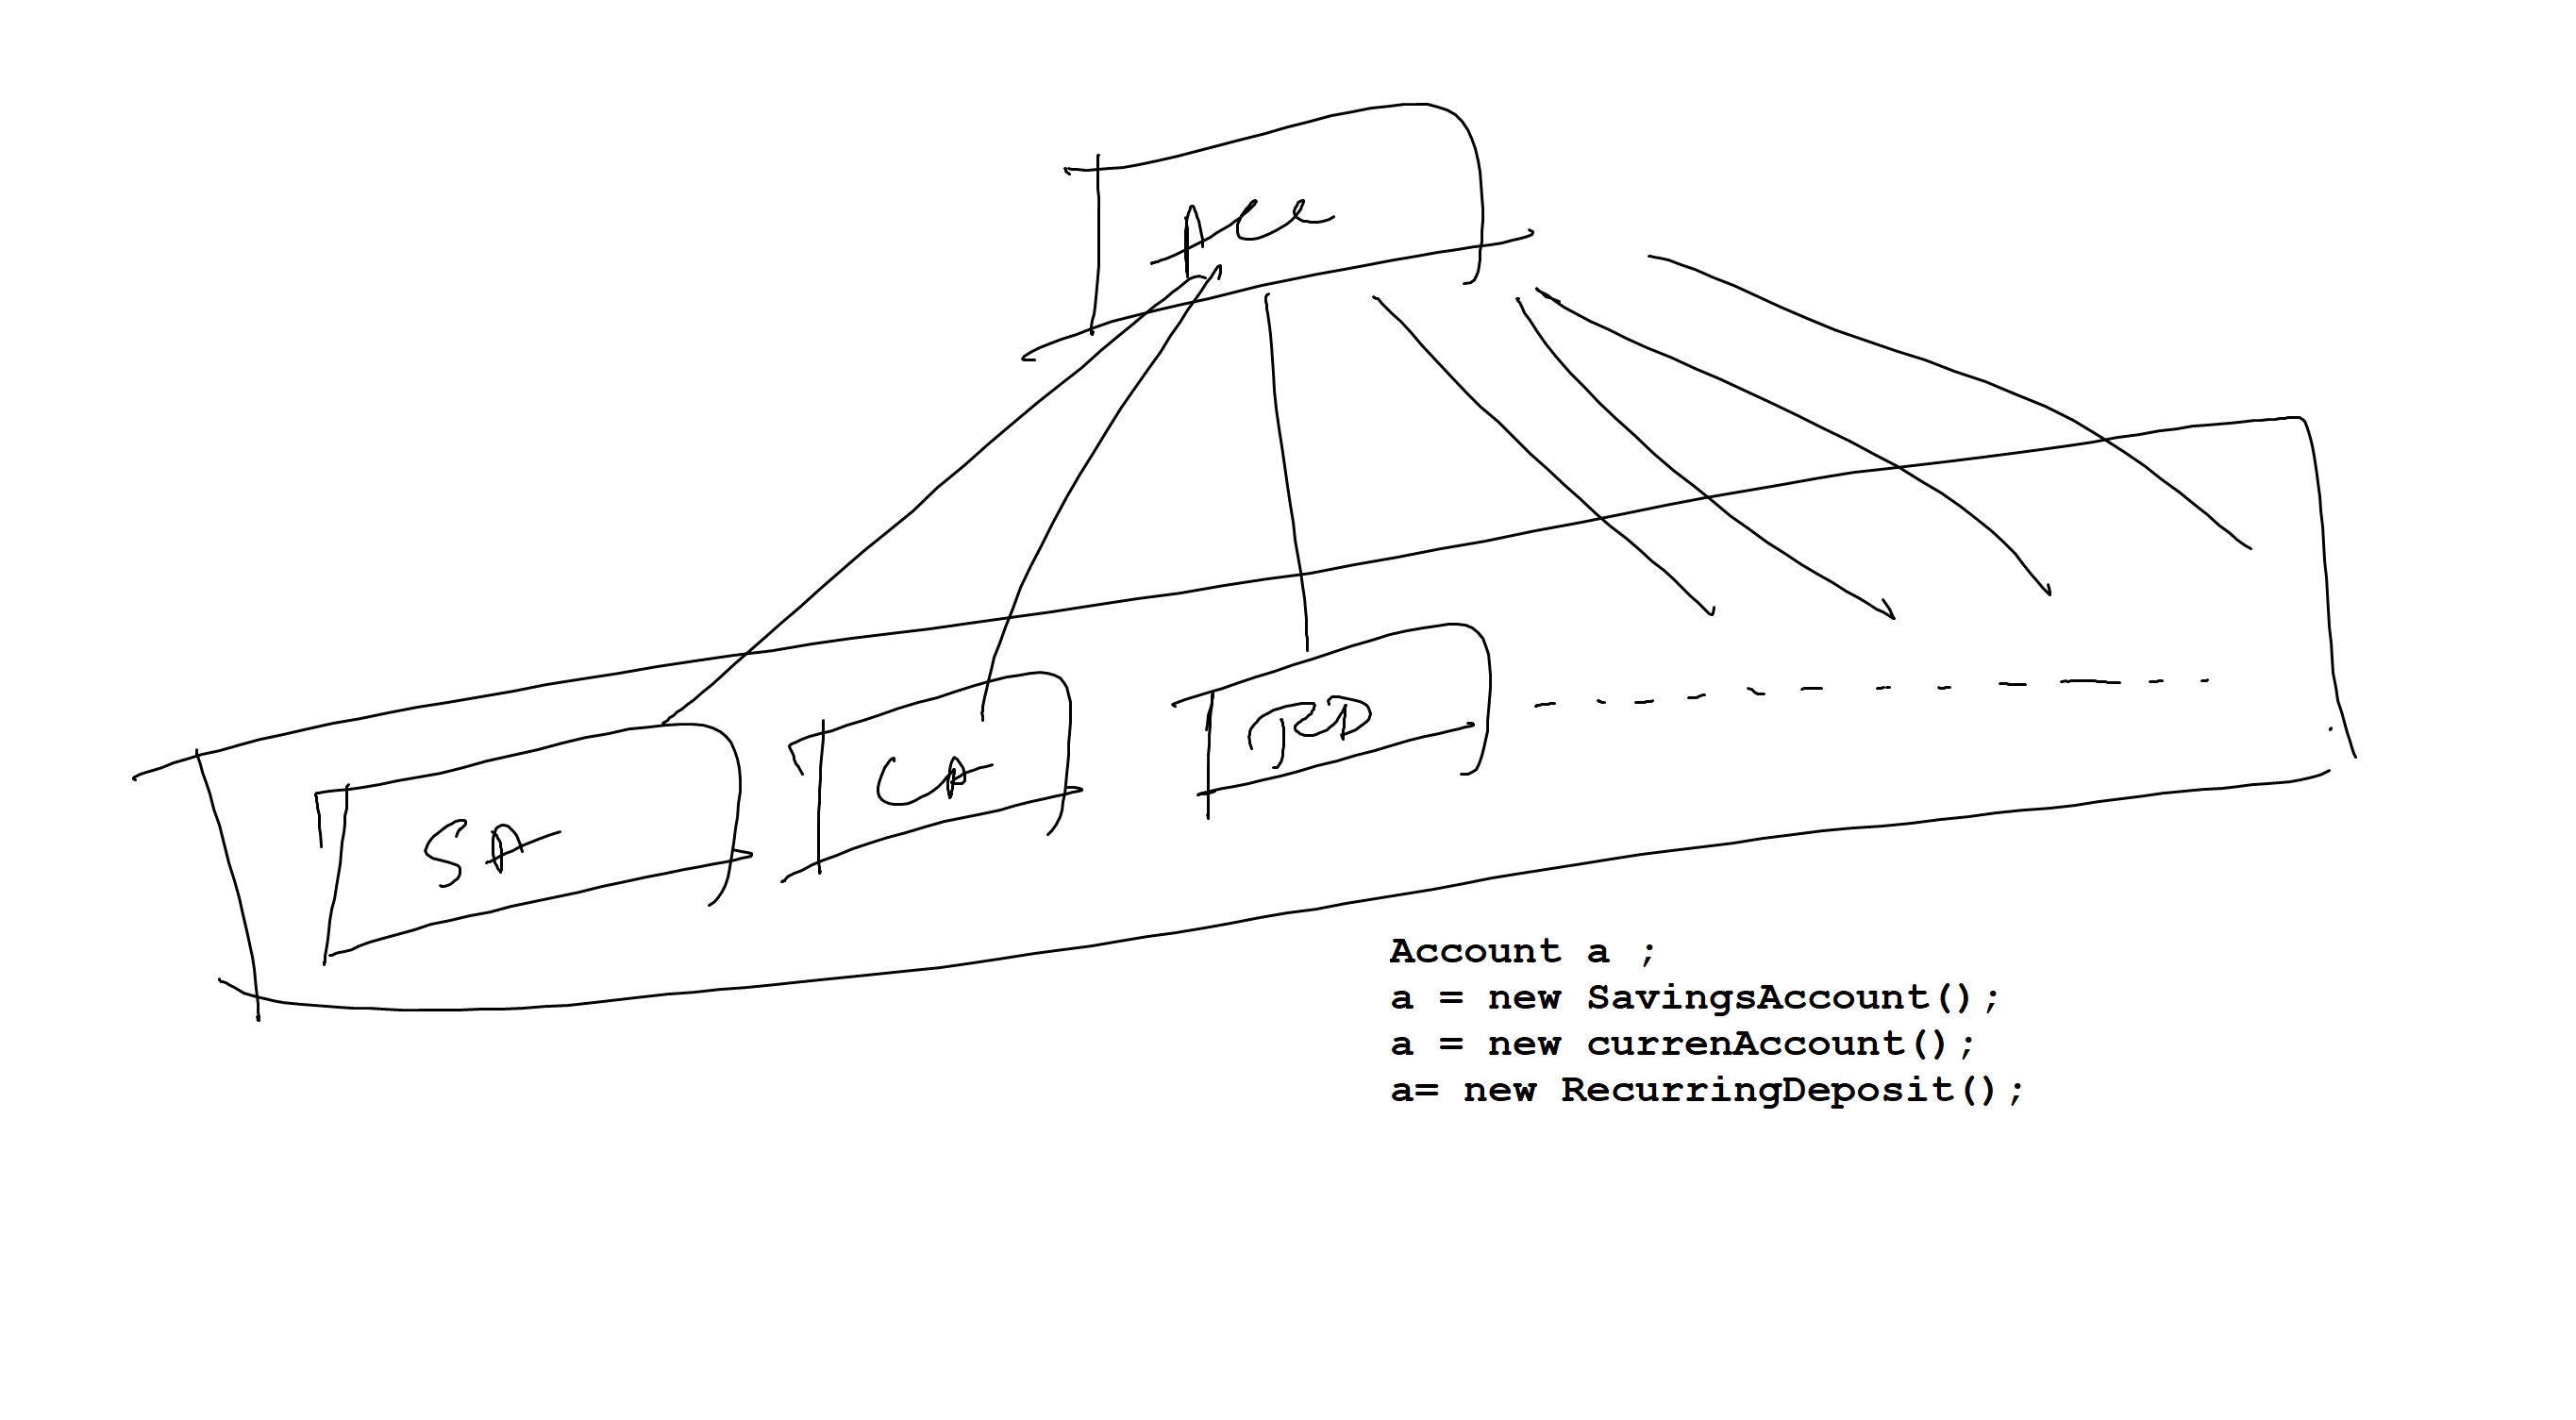 Acc
SA
CA
RD
Account a ;
a = new SavingsAccount();
a = new currenAccount();
a= new RecurringDeposit();